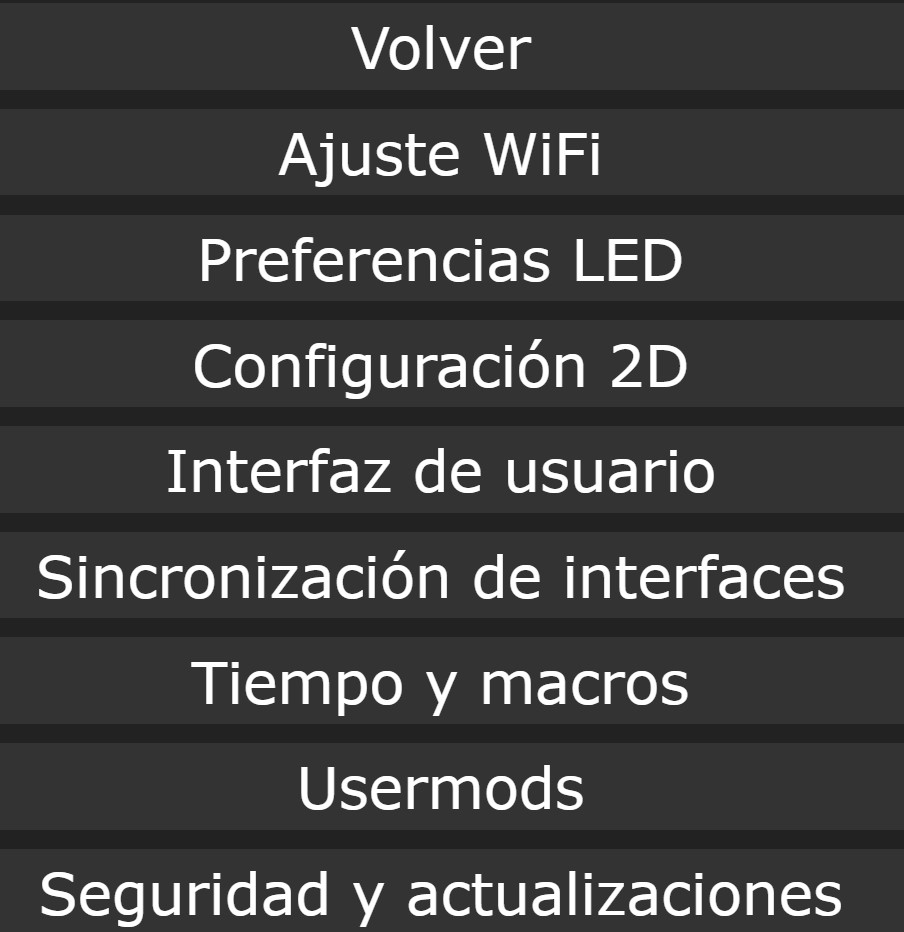 Volver
Ajuste WiFi
Preferencias LED
Configuración 2D
Interfaz de usuario
Sincronización de interfaces
Tiempo y macros
Usermods
Seguridad y actualizaciones